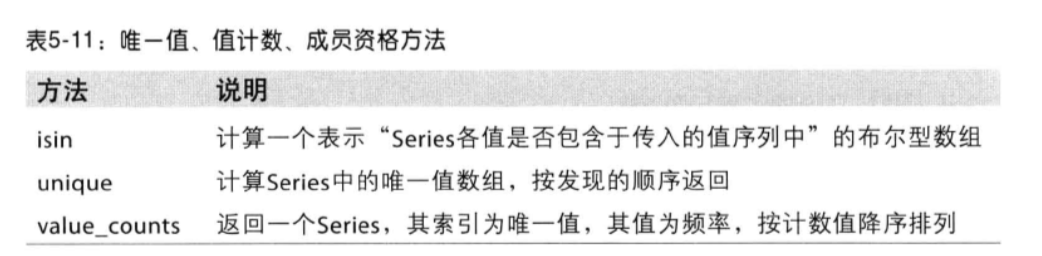 表5-11：唯一值、值计数、成员资格方法
方法 说明
isin 计算一个表示“Series各值是否包含于传入的值序列中”的布尔型数组
unique 计算Series中的唯一值数组，按发现的顺序返回
value_counts 返回一个Series，其索引为唯一值，其值为频率，按计数值降序排列